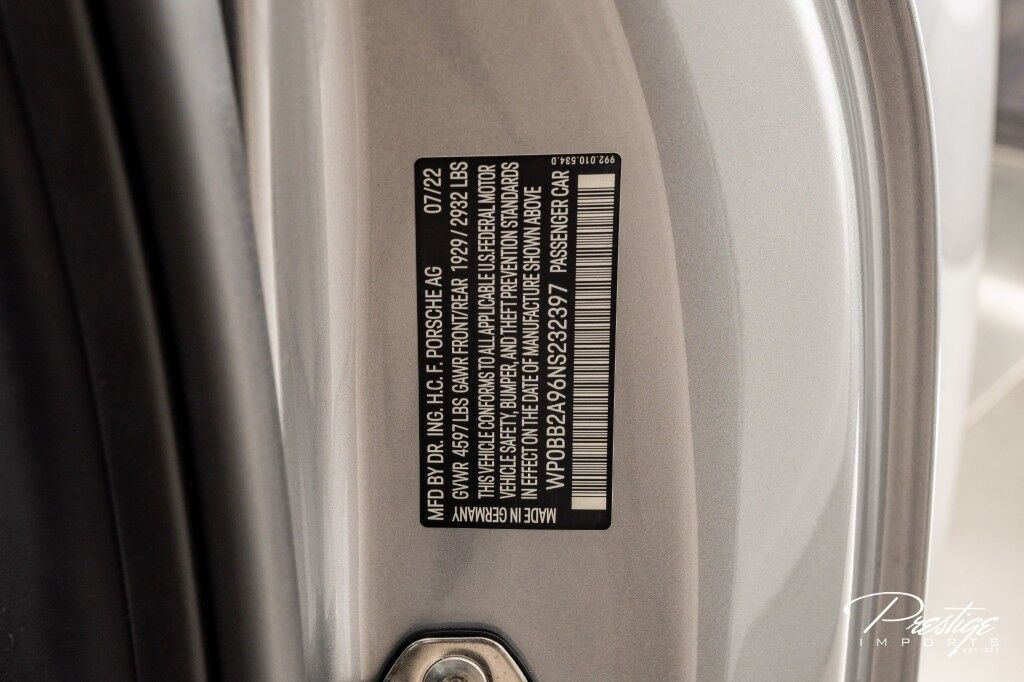 MFD BY DR. ING. H.C. F. PORSCHE AG 07/22
GVWR 4597 LBS GAWR FRONT/REAR 1929 / 2932 LBS
THIS VEHICLE CONFORMS TO ALL APPLICABLE U.S. FEDERAL MOTOR
VEHICLE SAFETY, BUMPER, AND THEFT PREVENTION STANDARDS
IN EFFECT ON THE DATE OF MANUFACTURE SHOWN ABOVE
WP0BB2A96NS232397 PASSENGER CAR
MADE IN GERMANY
992.010.534.D
Prestige
IMPORTS
EST 1977